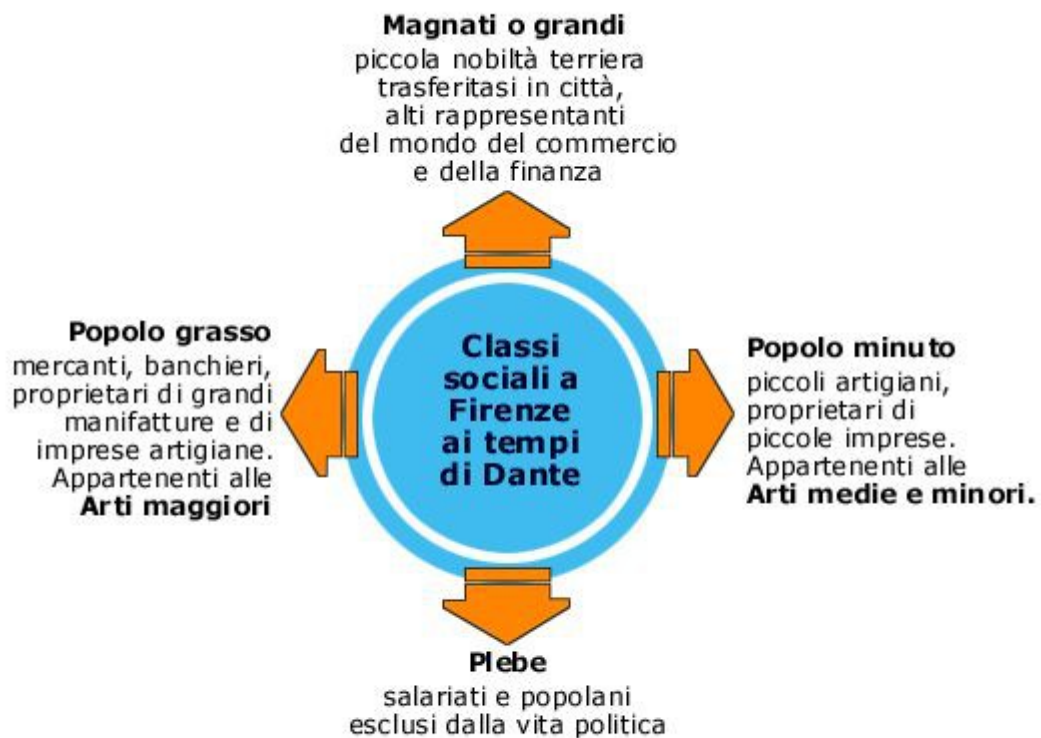 Magnati o grandi
piccola nobiltà terriera
trasferitasi in città,
alti rappresentanti
del mondo del commercio
e della finanza
Popolo grasso
mercanti, banchieri,
proprietari di grandi
manifatture e di
imprese artigiane.
Appartenenti alle
Arti maggiori
Classi
sociali a
Firenze
ai tempi
di Dante
Popolo minuto
piccoli artigiani,
proprietari di
piccole imprese.
Appartenenti alle
Arti medie e minori.
Plebe
salariati e popolani
esclusi dalla vita politica